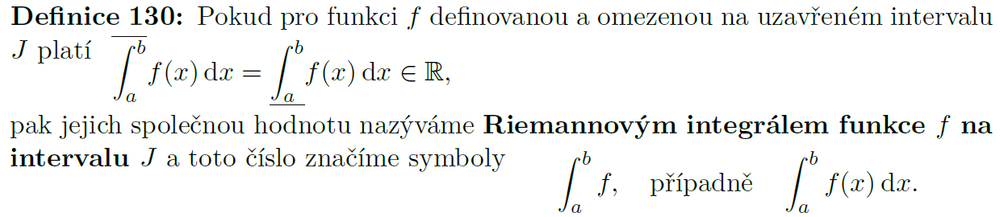 Definice 130: Pokud pro funkci f definovanou a omezenou na uzavřeném intervalu
J platí $\overline{\int_a^b} f(x)\,\mathrm{d}x = \underline{\int_a^b} f(x)\,\mathrm{d}x \in \mathbb{R},$
pak jejich společnou hodnotu nazýváme Riemannovým integrálem funkce f na
intervalu J a toto číslo značíme symboly $\int_a^b f,$ případně $\int_a^b f(x)\,\mathrm{d}x.$